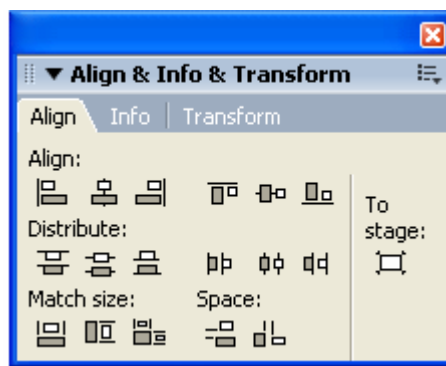 Align & Info & Transform
Align Info Transform
Align:
To stage:
Distribute:
Match size: Space: